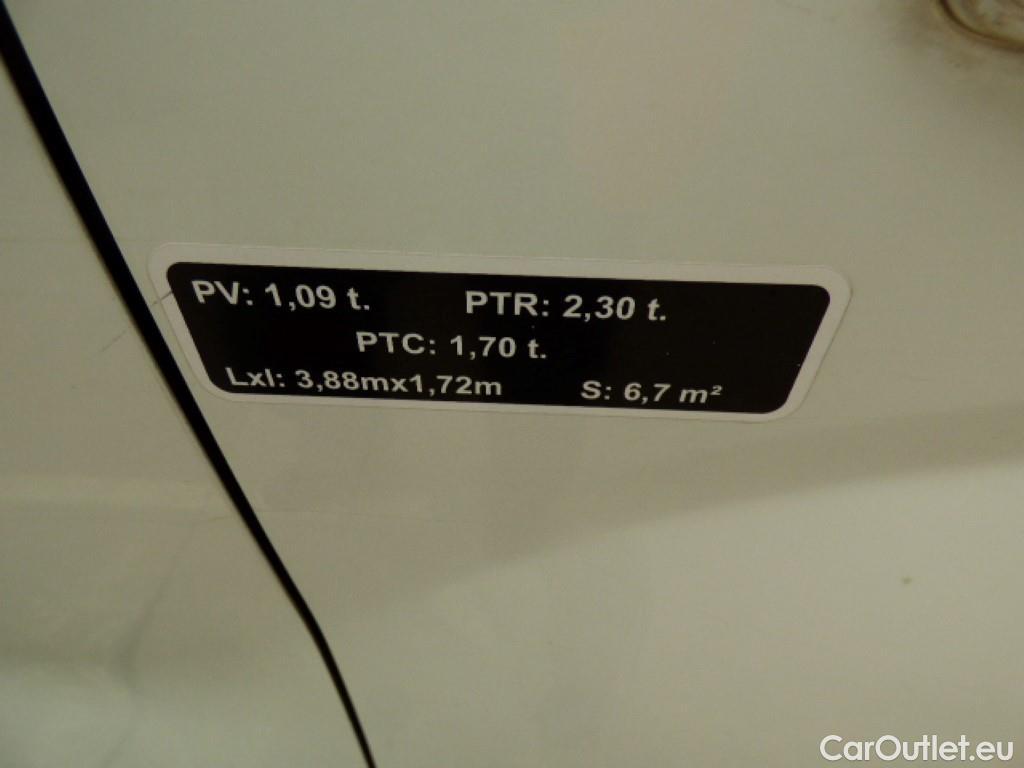 PV: 1,09 t. PTR: 2,30 t.
PTC: 1,70 t.
Lxl: 3,88mx1,72m S: 6,7 m²
CarOutlet.eu